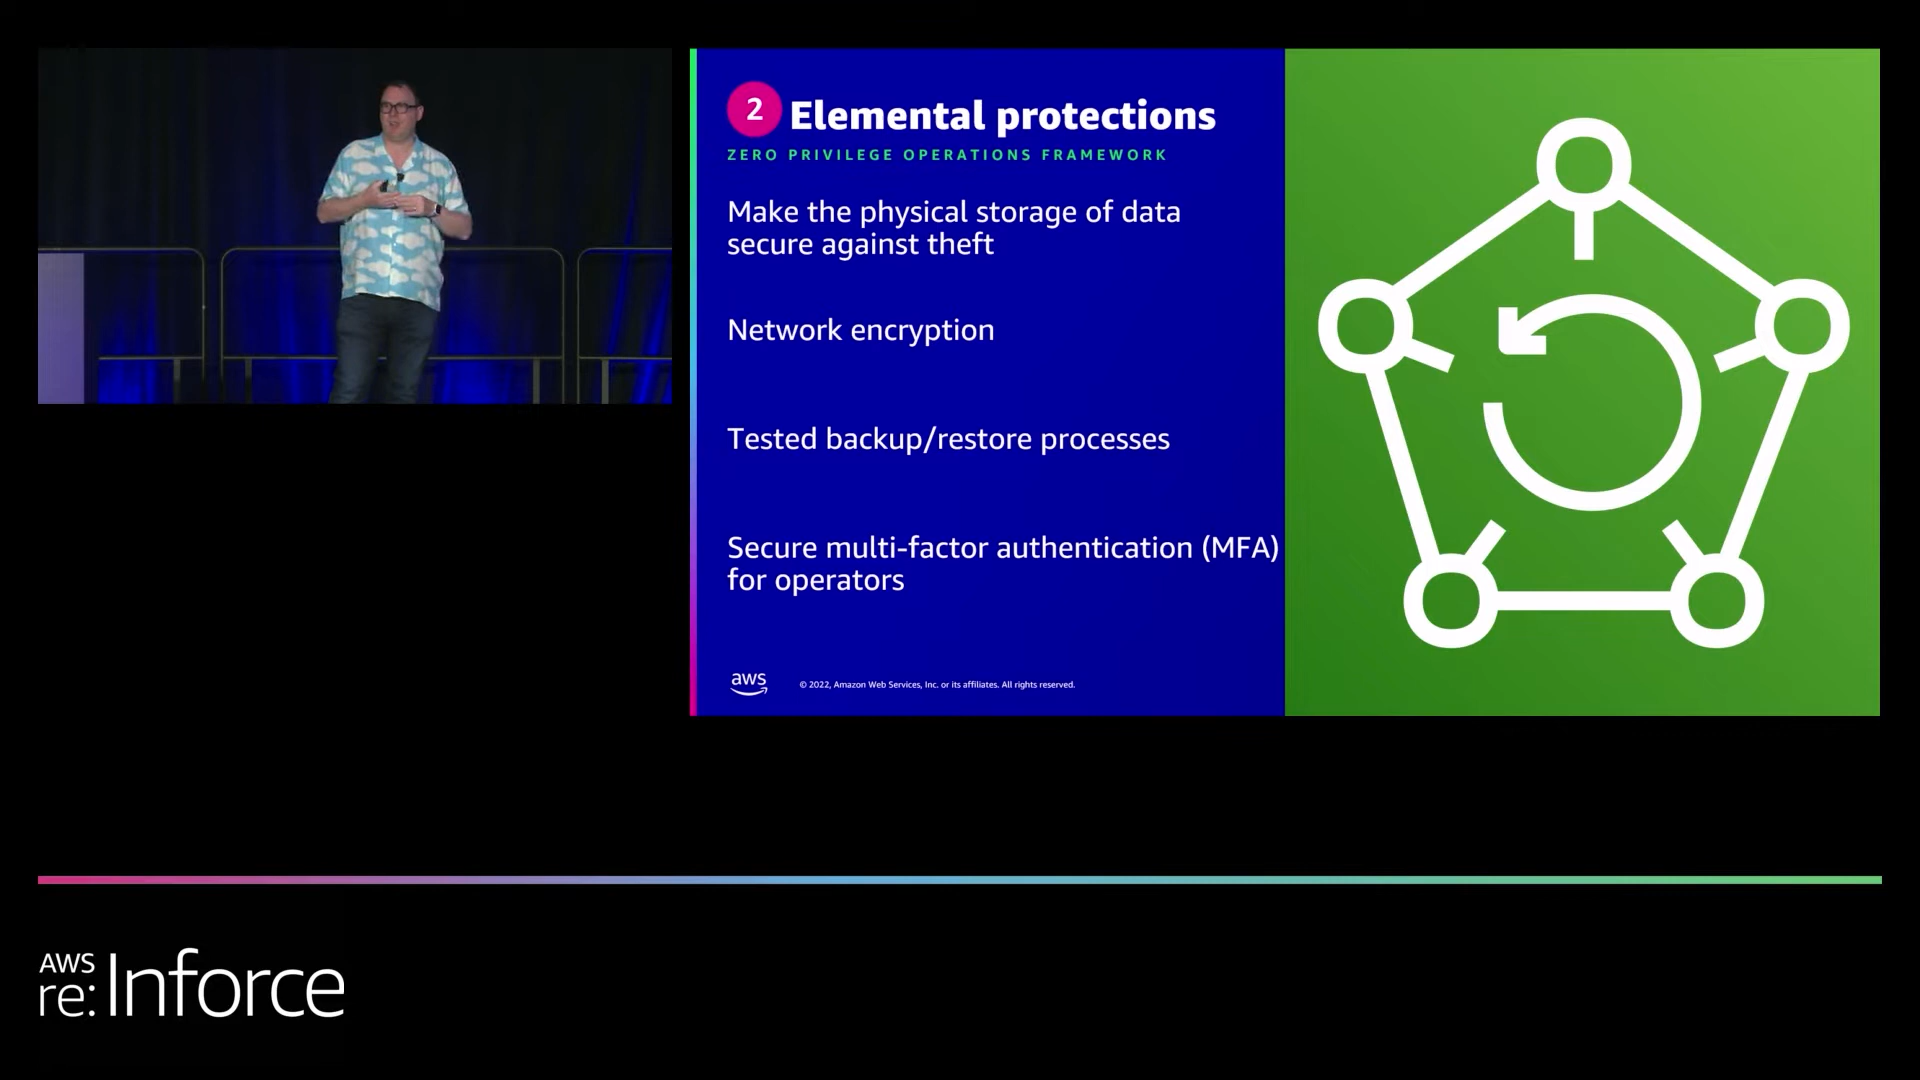 2 Elemental protections
ZERO PRIVILEGE OPERATIONS FRAMEWORK
Make the physical storage of data
secure against theft
Network encryption
Tested backup/restore processes
Secure multi-factor authentication (MFA)
for operators
aws
© 2022, Amazon Web Services, Inc. or its affiliates. All rights reserved.
AWS
re: Inforce